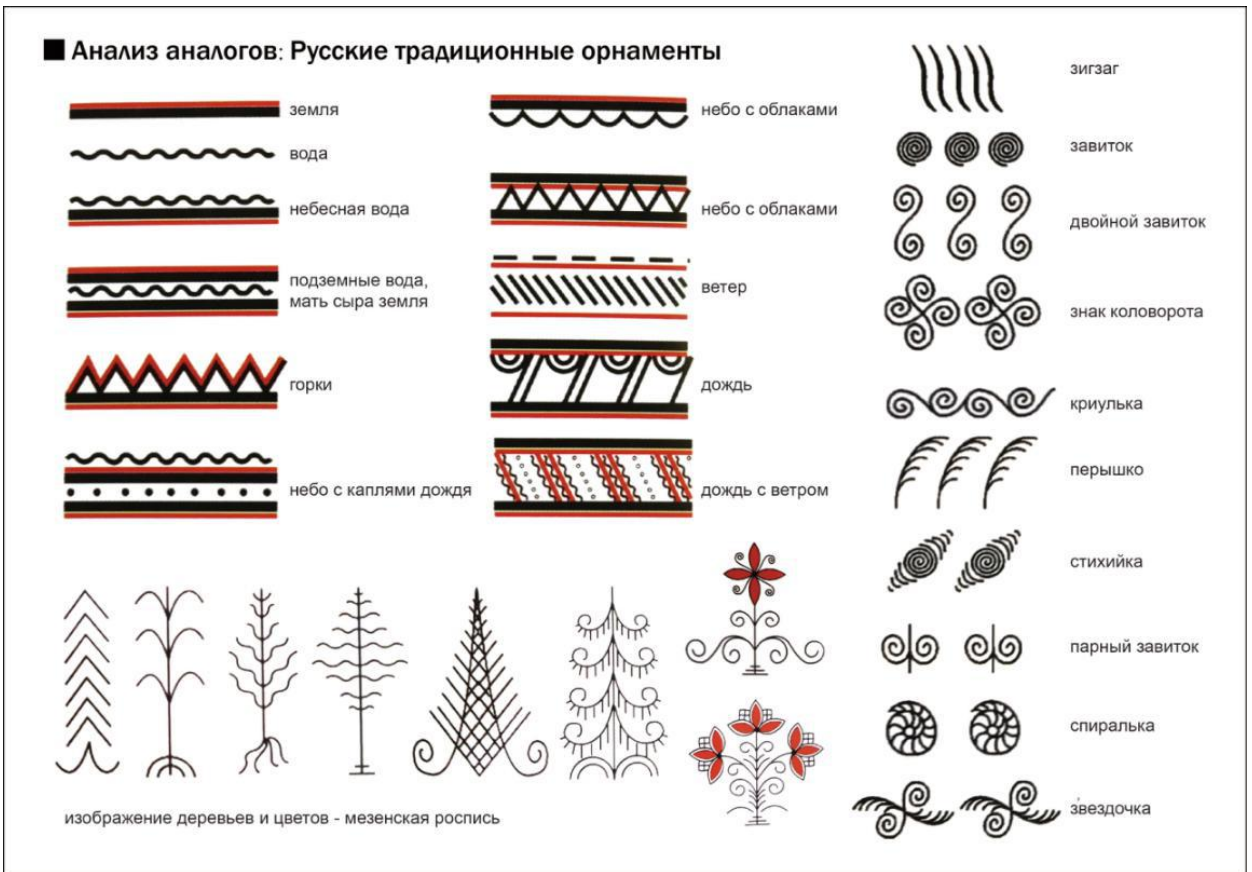 Анализ аналогов: Русские традиционные орнаменты
земля
вода
небесная вода
подземные вода,
мать сыра земля
горки
небо с каплями дождя
небо с облаками
небо с облаками
ветер
дождь
дождь с ветром
зигзаг
завиток
двойной завиток
знак коловорота
криулька
перышко
стихийка
парный завиток
спиралька
звездочка
изображение деревьев и цветов - мезенская роспись